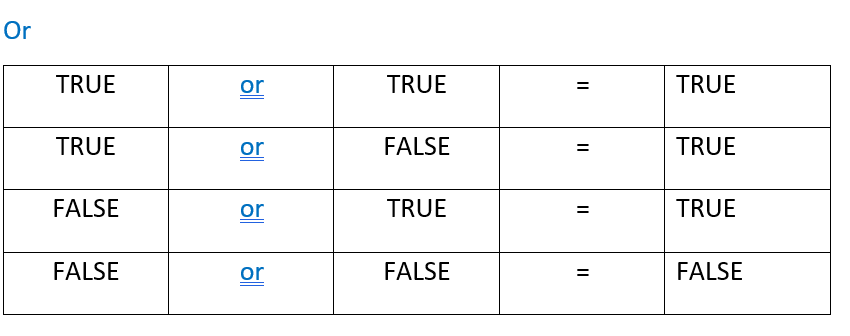 Or
TRUE or TRUE = TRUE
TRUE or FALSE = TRUE
FALSE or TRUE = TRUE
FALSE or FALSE = FALSE